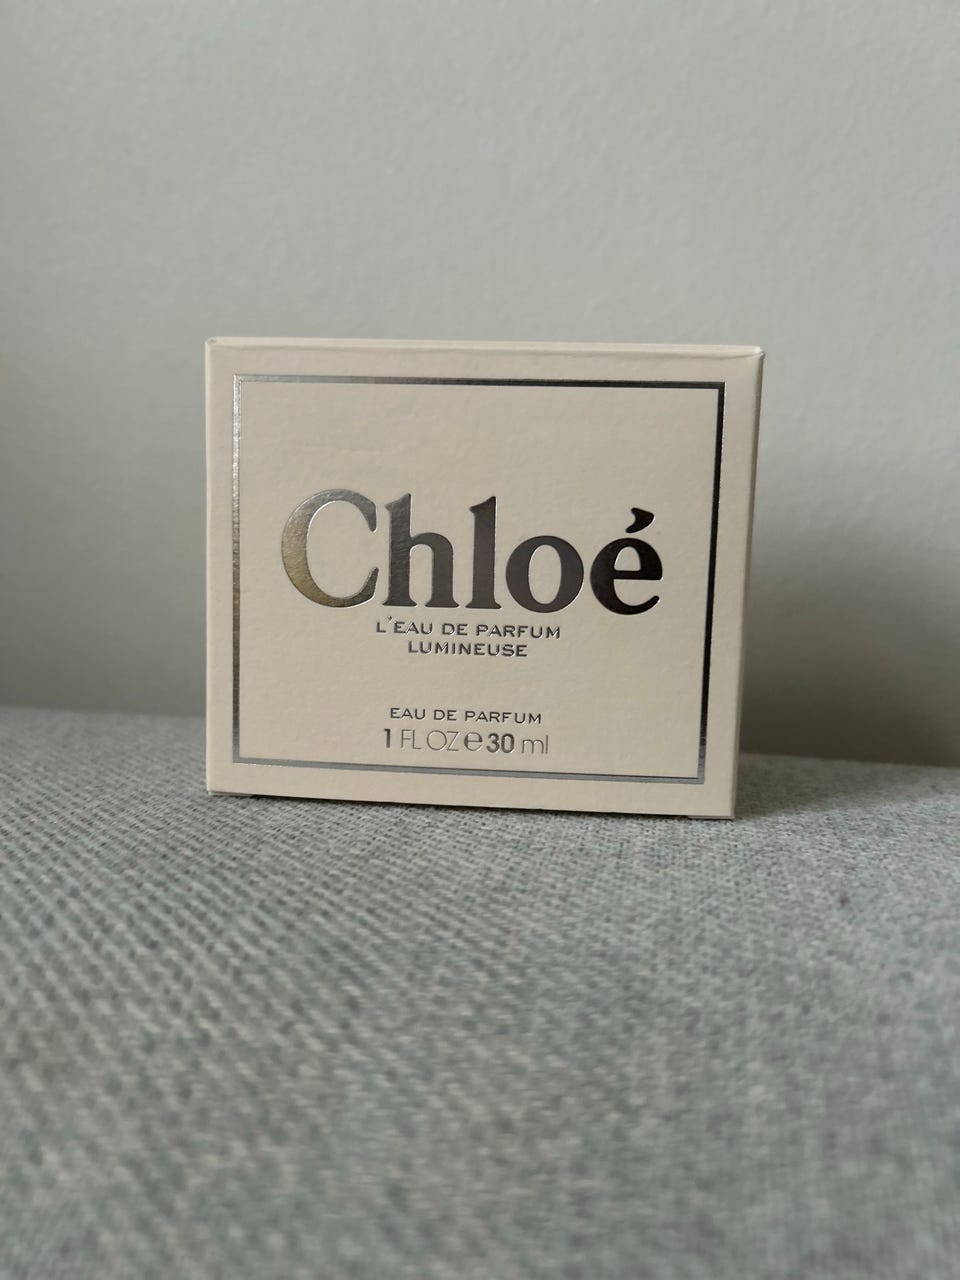 Chloé
L'EAU DE PARFUM
LUMINEUSE
EAU DE PARFUM
1 FL OZ e 30 ml